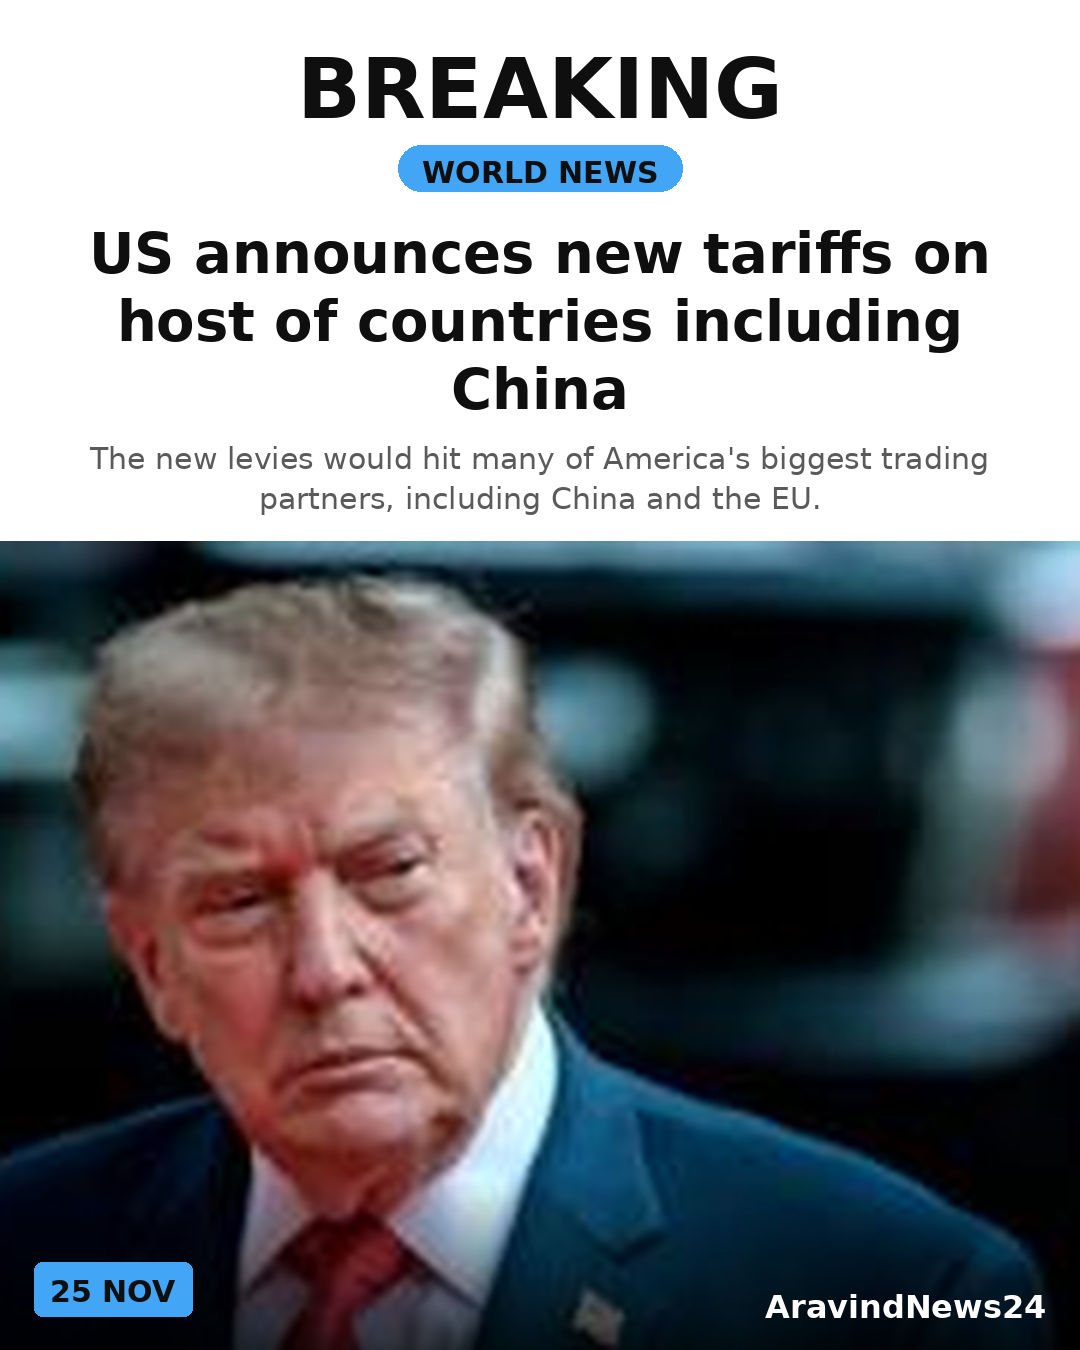 BREAKING
WORLD NEWS
US announces new tariffs on
host of countries including
China
The new levies would hit many of America's biggest trading
partners, including China and the EU.
25 NOV
AravindNews24